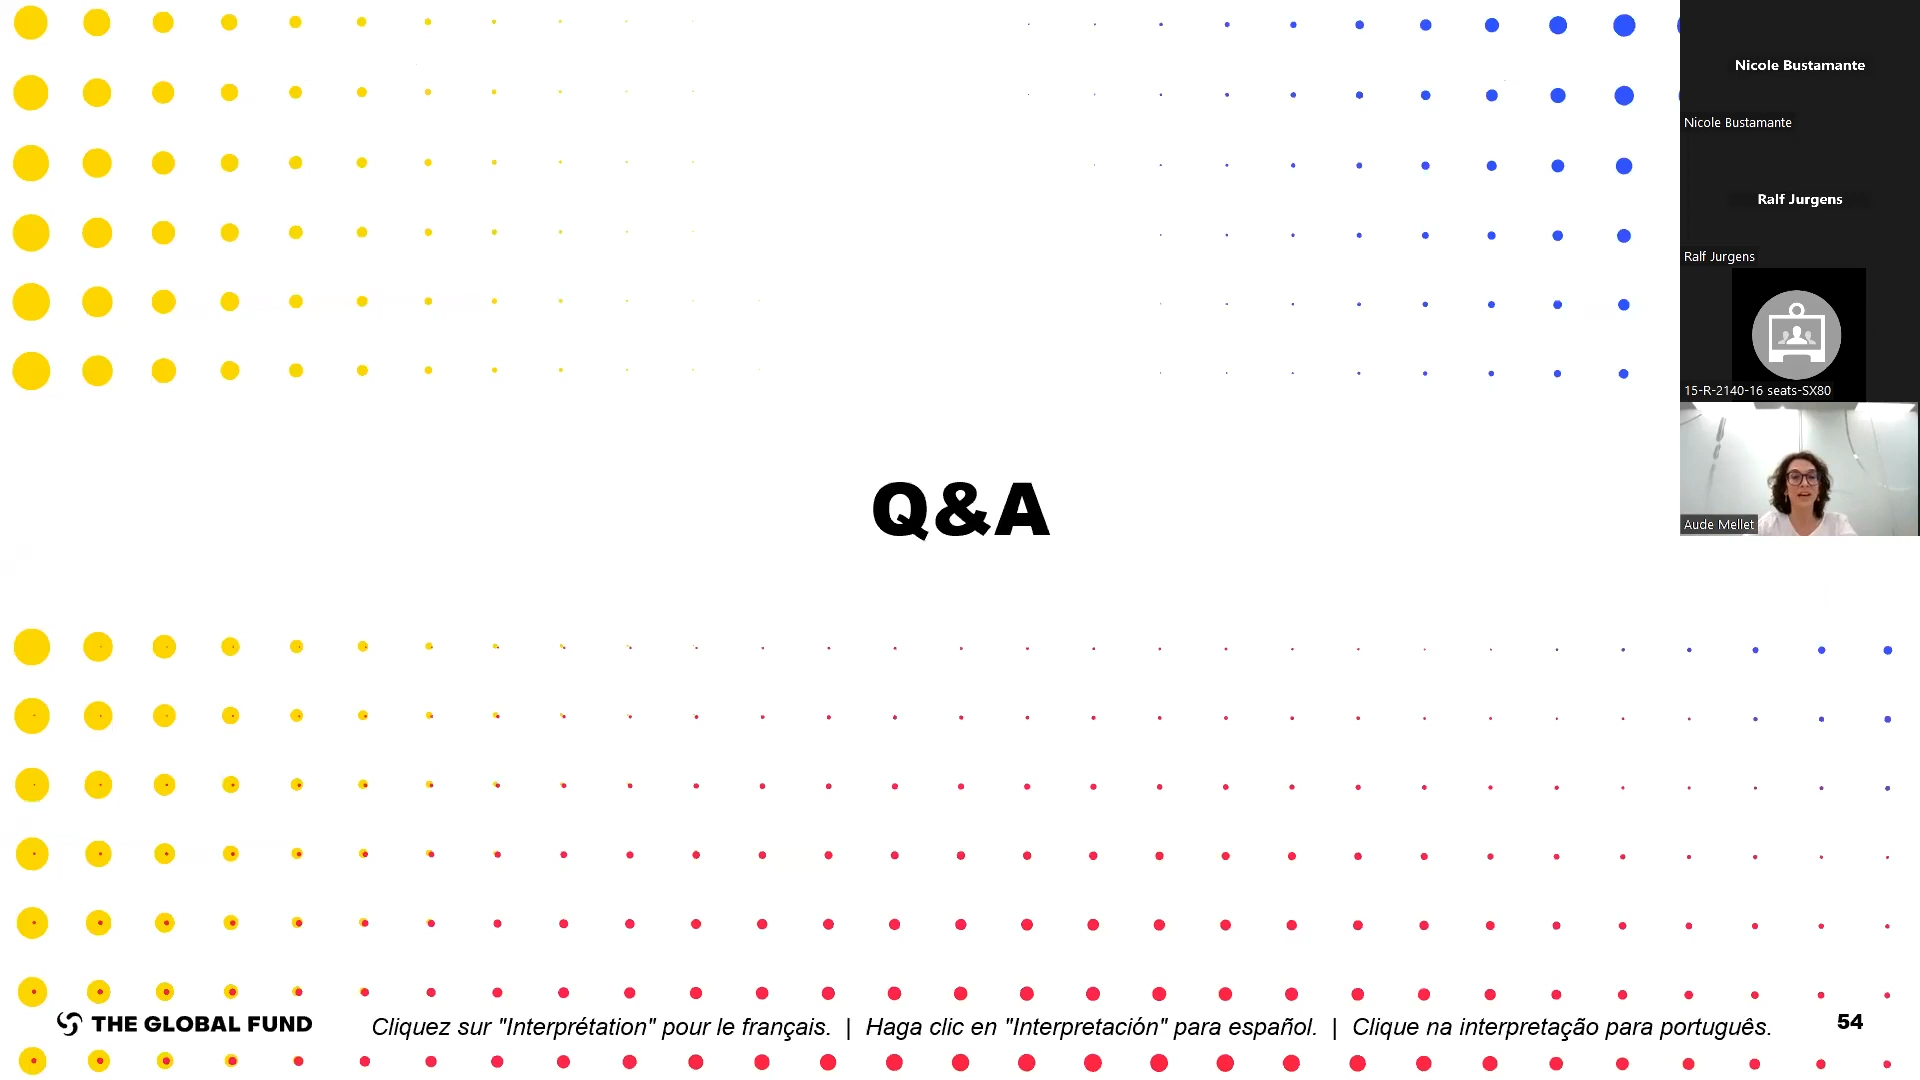 Nicole Bustamante
Nicole Bustamante
Ralf Jurgens
Ralf Jurgens
15-R-2140-16 seats-SX80
Aude Mellet
Q&A
THE GLOBAL FUND
Cliquez sur "Interprétation" pour le français. | Haga clic en "Interpretación" para español. | Clique na interpretação para português.
54